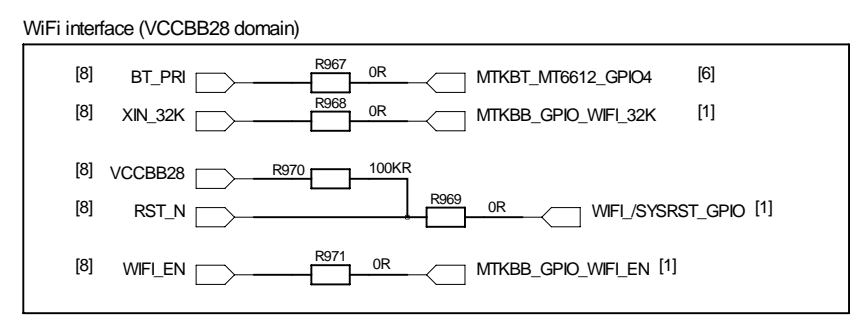 WiFi interface (VCCBB28 domain)
[8] BT_PRI R967 0R MTKBT_MT6612_GPIO4 [6]
[8] XIN_32K R968 0R MTKBB_GPIO_WIFI_32K [1]
[8] VCCBB28 R970 100KR
[8] RST_N R969 0R WIFI_/SYSRST_GPIO [1]
[8] WIFI_EN R971 0R MTKBB_GPIO_WIFI_EN [1]